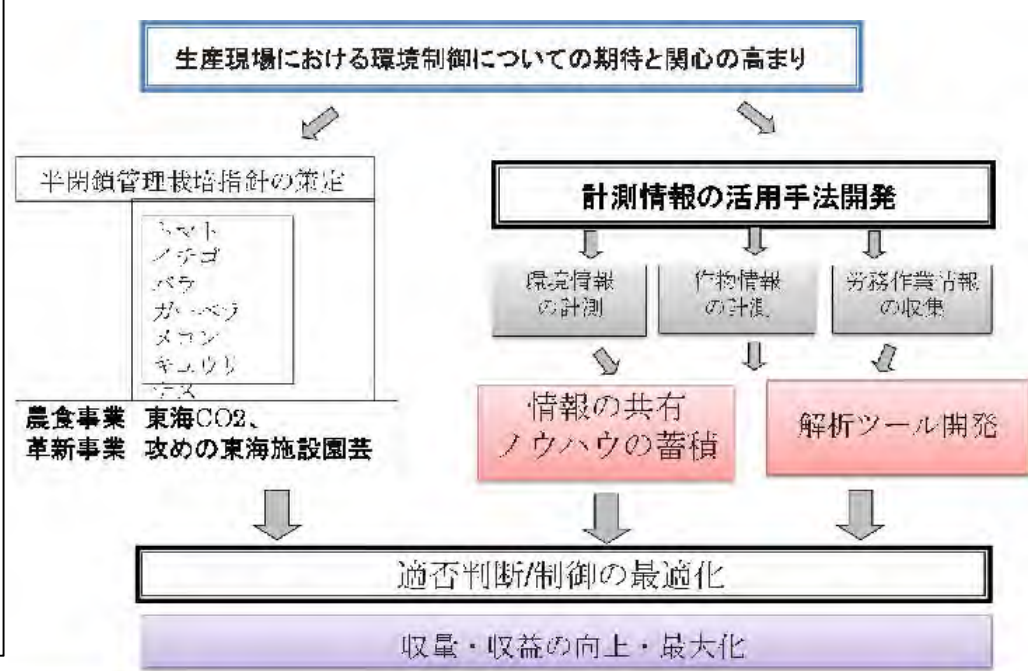 生産現場における環境制御についての期待と関心の高まり
半閉鎖管理栽培指針の策定
トマト
イチゴ
バラ
ガーベラ
メロン
キュウリ
ナス
農食事業 東海CO2、
革新事業 攻めの東海施設園芸
計測情報の活用手法開発
環境情報
の計測
作物情報
の計測
労務作業情報
の収集
情報の共有
ノウハウの蓄積
解析ツール開発
適否判断/制御の最適化
収量・収益の向上・最大化